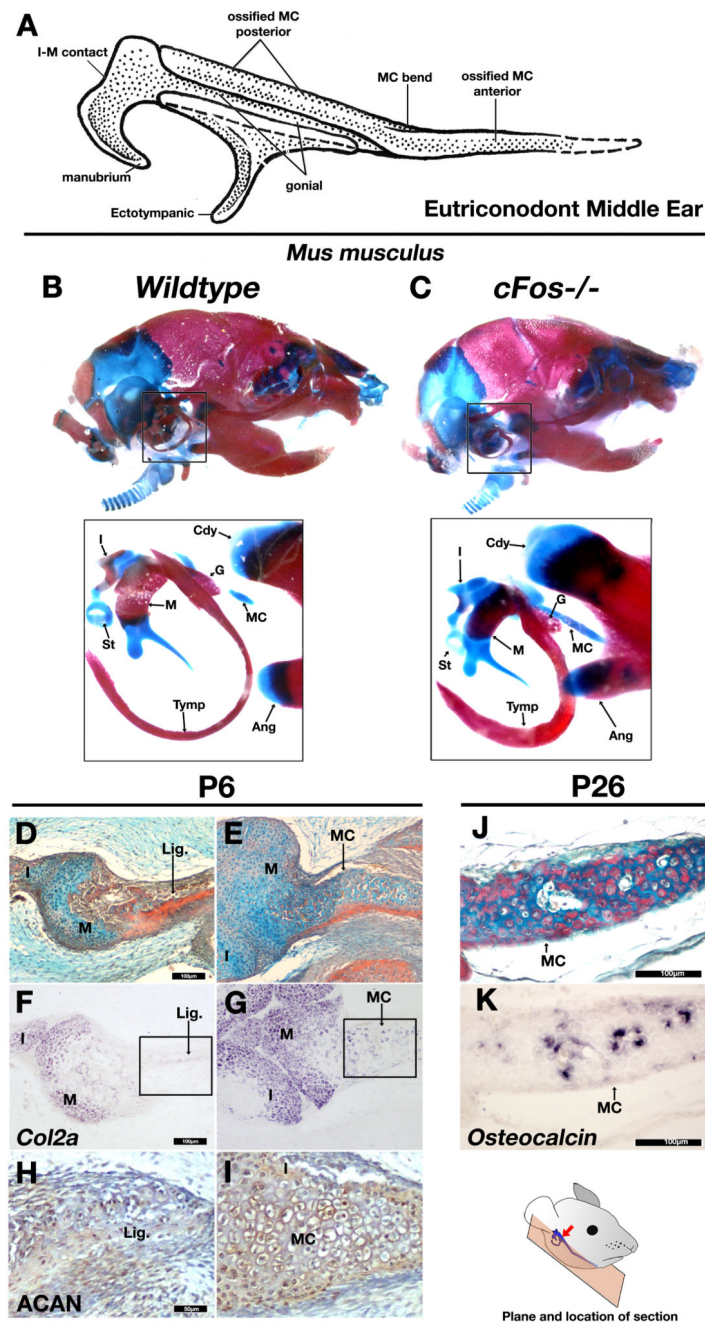 A
ossified MC
posterior
I-M contact
MC bend
ossified MC
anterior
manubrium
gonial
Ectotympanic
Eutriconodont Middle Ear
Mus musculus
B
Wildtype
C
cFos-/-
I
Cdy
G
M
MC
St
Tymp
Ang
Cdy
I
G
M
MC
St
Tymp
Ang
P6
P26
D
Lig.
I
M
100µm
E
MC
M
I
J
MC
100µm
F
Lig.
I
M
Col2a
100µm
G
MC
M
I
K
MC
Osteocalcin
100µm
H
Lig.
ACAN
50µm
I
I
MC
Plane and location of section